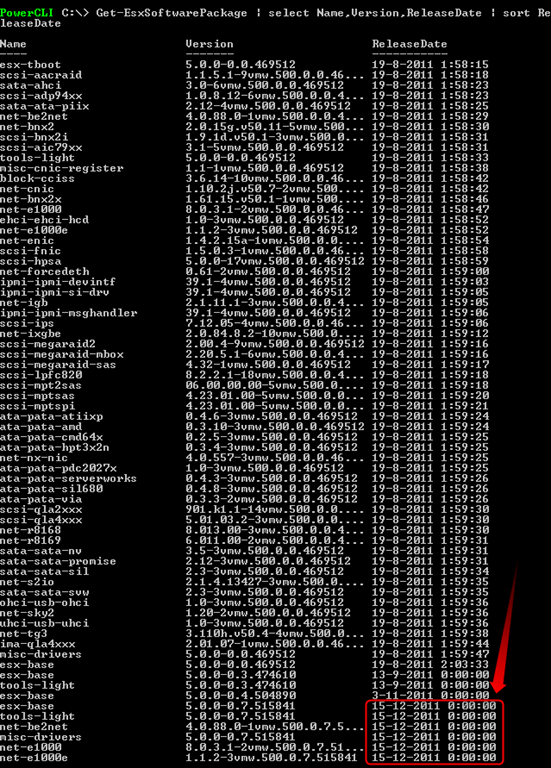 PowerCLI C:\> Get-EsxSoftwarePackage | select Name,Version,ReleaseDate | sort Re
leaseDate
Name Version ReleaseDate
---- ------- -----------
esx-tboot 5.0.0-0.0.469512 19-8-2011 1:58:15
scsi-aacraid 1.1.5.1-9vmw.500.0.0.46... 19-8-2011 1:58:18
sata-ahci 3.0-6vmw.500.0.0.469512 19-8-2011 1:58:23
scsi-adp94xx 1.0.8.12-6vmw.500.0.0.4... 19-8-2011 1:58:23
sata-ata-piix 2.12-4vmw.500.0.0.469512 19-8-2011 1:58:25
net-be2net 4.0.88.0-1vmw.500.0.0.4... 19-8-2011 1:58:28
net-bnx2 2.0.15g.v50.11-5vmw.500... 19-8-2011 1:58:30
scsi-bnx2i 1.9.1d.v50.1-3vmw.500.0... 19-8-2011 1:58:31
scsi-aic79xx 3.1-5vmw.500.0.0.469512 19-8-2011 1:58:31
tools-light 5.0.0-0.0.469512 19-8-2011 1:58:33
misc-cnic-register 1.1-1vmw.500.0.0.469512 19-8-2011 1:58:38
block-cciss 3.6.14-10vmw.500.0.0.46... 19-8-2011 1:58:42
net-cnic 1.10.2j.v50.7-2vmw.500.... 19-8-2011 1:58:42
net-bnx2x 1.61.15.v50.1-1vmw.500.... 19-8-2011 1:58:46
net-e1000 8.0.3.1-2vmw.500.0.0.46... 19-8-2011 1:58:47
ehci-ehci-hcd 1.0-3vmw.500.0.0.469512 19-8-2011 1:58:52
net-e1000e 1.1.2-3vmw.500.0.0.469512 19-8-2011 1:58:52
net-enic 1.4.2.15a-1vmw.500.0.0.... 19-8-2011 1:58:54
scsi-fnic 1.5.0.3-1vmw.500.0.0.46... 19-8-2011 1:58:58
scsi-hpsa 5.0.0-17vmw.500.0.0.469512 19-8-2011 1:58:59
net-forcedeth 0.61-2vmw.500.0.0.469512 19-8-2011 1:59:00
ipmi-ipmi-devintf 39.1-4vmw.500.0.0.469512 19-8-2011 1:59:03
ipmi-ipmi-si-drv 39.1-4vmw.500.0.0.469512 19-8-2011 1:59:05
net-igb 2.1.11.1-3vmw.500.0.0.4... 19-8-2011 1:59:05
ipmi-ipmi-msghandler 39.1-4vmw.500.0.0.469512 19-8-2011 1:59:06
scsi-ips 7.12.05-4vmw.500.0.0.46... 19-8-2011 1:59:06
net-ixgbe 2.0.84.8.2-10vmw.500.0.... 19-8-2011 1:59:12
scsi-megaraid2 2.00.4-9vmw.500.0.0.469512 19-8-2011 1:59:16
scsi-megaraid-mbox 2.20.5.1-6vmw.500.0.0.4... 19-8-2011 1:59:16
scsi-megaraid-sas 4.32-1vmw.500.0.0.469512 19-8-2011 1:59:17
scsi-lpfc820 8.2.2.1-18vmw.500.0.0.4... 19-8-2011 1:59:18
scsi-mpt2sas 06.00.00.00-5vmw.500.0.... 19-8-2011 1:59:18
scsi-mptsas 4.23.01.00-5vmw.500.0.0... 19-8-2011 1:59:20
scsi-mptspi 4.23.01.00-5vmw.500.0.0... 19-8-2011 1:59:21
ata-pata-atiixp 0.4.6-3vmw.500.0.0.469512 19-8-2011 1:59:24
ata-pata-amd 0.3.10-3vmw.500.0.0.469512 19-8-2011 1:59:24
ata-pata-cmd64x 0.2.5-3vmw.500.0.0.469512 19-8-2011 1:59:25
ata-pata-hpt3x2n 0.3.4-3vmw.500.0.0.469512 19-8-2011 1:59:25
net-nx-nic 4.0.557-3vmw.500.0.0.46... 19-8-2011 1:59:25
ata-pata-pdc2027x 1.0-3vmw.500.0.0.469512 19-8-2011 1:59:25
ata-pata-serverworks 0.4.3-3vmw.500.0.0.469512 19-8-2011 1:59:26
ata-pata-sil680 0.4.8-3vmw.500.0.0.469512 19-8-2011 1:59:26
ata-pata-via 0.3.3-2vmw.500.0.0.469512 19-8-2011 1:59:26
scsi-qla2xxx 901.k1.1-14vmw.500.0.0.... 19-8-2011 1:59:30
scsi-qla4xxx 5.01.03.2-3vmw.500.0.0.... 19-8-2011 1:59:30
net-r8168 8.013.00-3vmw.500.0.0.4... 19-8-2011 1:59:30
net-r8169 6.011.00-2vmw.500.0.0.4... 19-8-2011 1:59:31
sata-sata-nv 3.5-3vmw.500.0.0.469512 19-8-2011 1:59:31
sata-sata-promise 2.12-3vmw.500.0.0.469512 19-8-2011 1:59:31
sata-sata-sil 2.3-3vmw.500.0.0.469512 19-8-2011 1:59:34
net-s2io 2.1.4.13427-3vmw.500.0.... 19-8-2011 1:59:35
sata-sata-svw 2.3-3vmw.500.0.0.469512 19-8-2011 1:59:35
ohci-usb-ohci 1.0-3vmw.500.0.0.469512 19-8-2011 1:59:36
net-sky2 1.20-2vmw.500.0.0.469512 19-8-2011 1:59:36
uhci-usb-uhci 1.0-3vmw.500.0.0.469512 19-8-2011 1:59:36
net-tg3 3.110h.v50.4-4vmw.500.0... 19-8-2011 1:59:38
ima-qla4xxx 2.01.07-1vmw.500.0.0.46... 19-8-2011 1:59:44
misc-drivers 5.0.0-0.0.469512 19-8-2011 1:59:47
esx-base 5.0.0-0.0.469512 19-8-2011 2:03:33
esx-base 5.0.0-0.3.474610 13-9-2011 0:00:00
tools-light 5.0.0-0.3.474610 13-9-2011 0:00:00
esx-base 5.0.0-0.4.504890 3-11-2011 0:00:00
esx-base 5.0.0-0.7.515841 15-12-2011 0:00:00
tools-light 5.0.0-0.7.515841 15-12-2011 0:00:00
net-be2net 4.0.88.0-1vmw.500.0.7.5... 15-12-2011 0:00:00
misc-drivers 5.0.0-0.7.515841 15-12-2011 0:00:00
net-e1000 8.0.3.1-2vmw.500.0.7.51... 15-12-2011 0:00:00
net-e1000e 1.1.2-3vmw.500.0.7.515841 15-12-2011 0:00:00